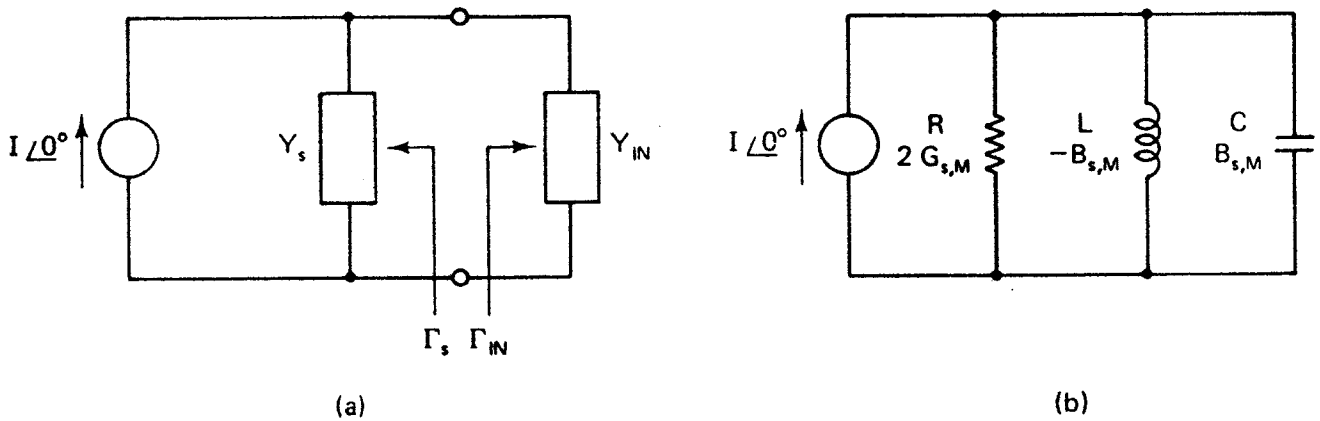 I ∠0°
Y_s
Y_IN
Γ_s
Γ_IN
(a)
I ∠0°
R
2 G_s,M
L
−B_s,M
C
B_s,M
(b)